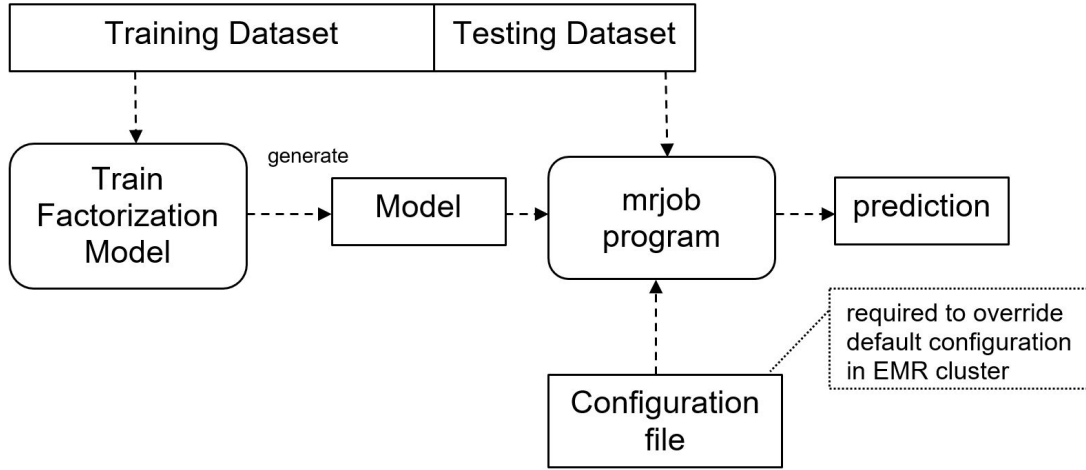 Training Dataset
Testing Dataset
generate
Train
Factorization
Model
Model
mrjob
program
prediction
required to override
default configuration
in EMR cluster
Configuration
file